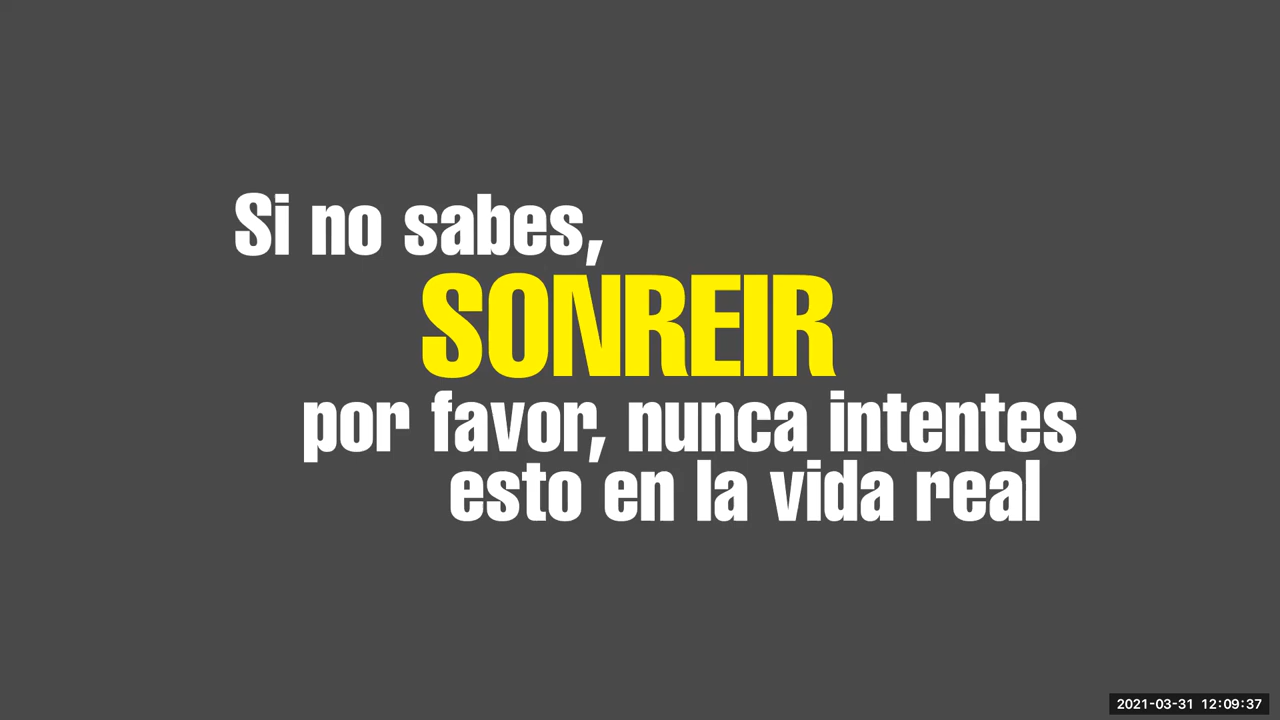 Si no sabes,
SONREIR
por favor, nunca intentes
esto en la vida real
2021-03-31 12:09:37